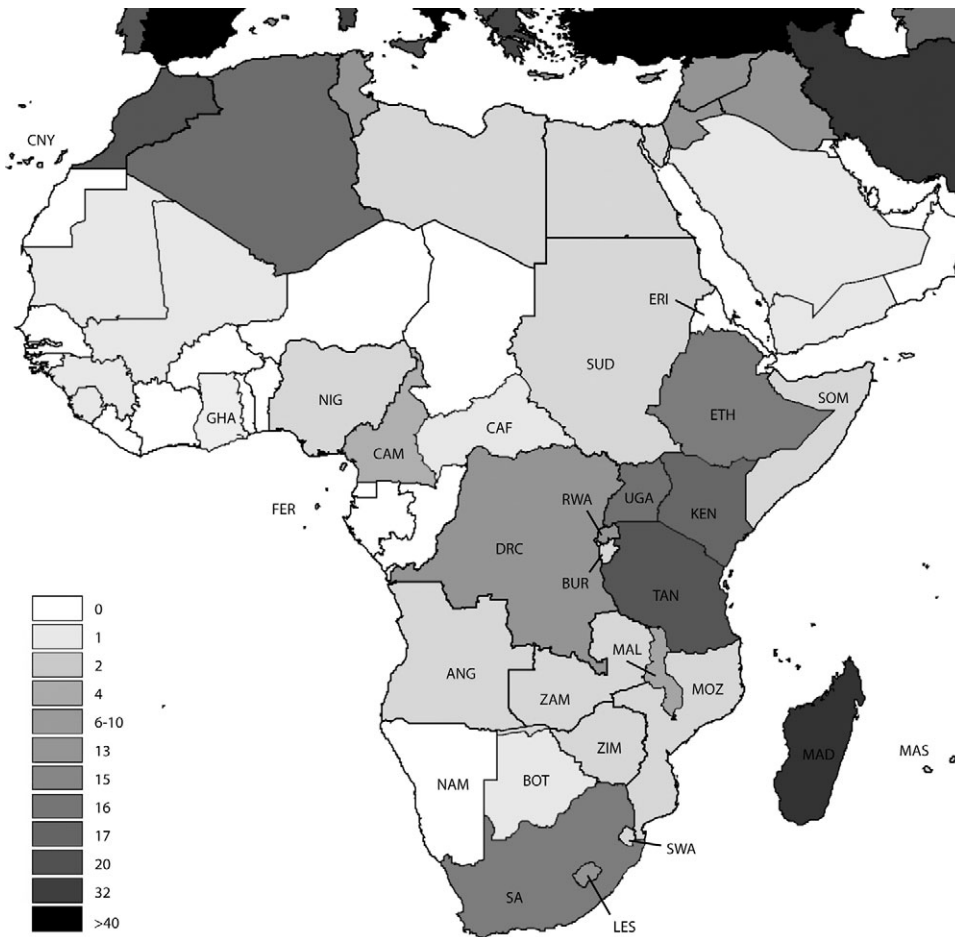 CNY
ERI
SUD
SOM
GHA
NIG
ETH
CAF
CAM
FER
RWA
UGA
KEN
DRC
BUR
TAN
MAL
ANG
ZAM
MOZ
ZIM
MAD
MAS
NAM
BOT
SWA
SA
LES
0
1
2
4
6-10
13
15
16
17
20
32
>40